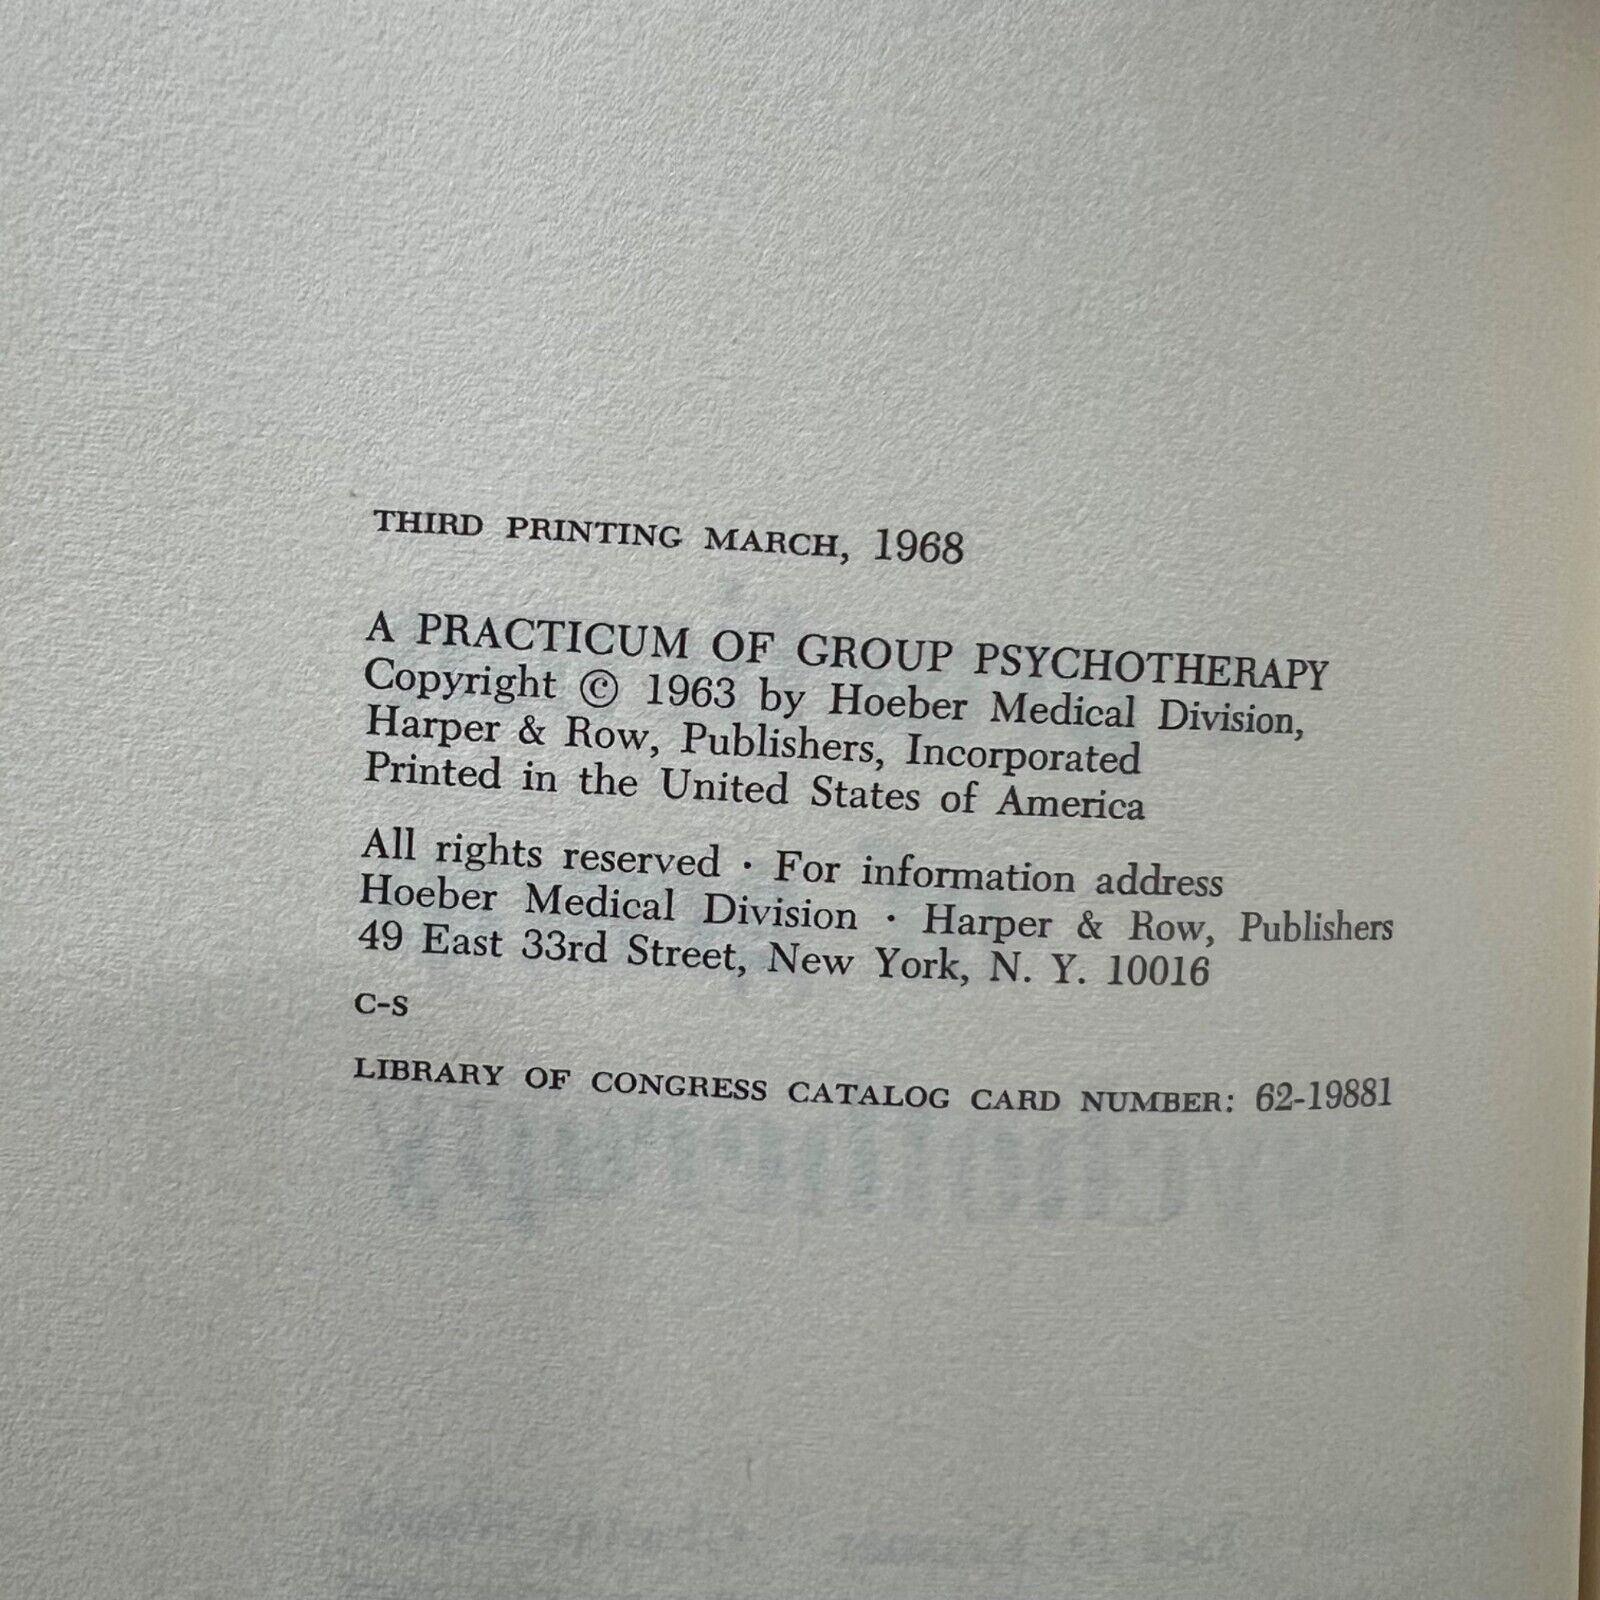 THIRD PRINTING MARCH, 1968
A PRACTICUM OF GROUP PSYCHOTHERAPY
Copyright © 1963 by Hoeber Medical Division,
Harper & Row, Publishers, Incorporated
Printed in the United States of America
All rights reserved · For information address
Hoeber Medical Division · Harper & Row, Publishers
49 East 33rd Street, New York, N. Y. 10016
C-S
LIBRARY OF CONGRESS CATALOG CARD NUMBER: 62-19881